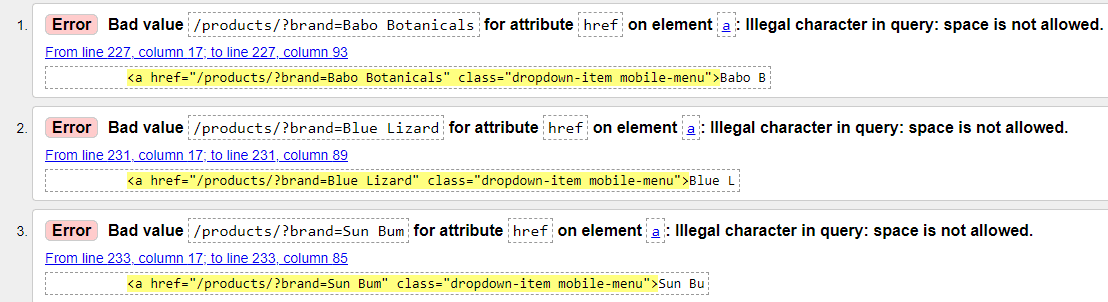 1. Error Bad value /products/?brand=Babo Botanicals for attribute href on element a: Illegal character in query: space is not allowed.
From line 227, column 17; to line 227, column 93
<a href="/products/?brand=Babo Botanicals" class="dropdown-item mobile-menu">Babo B
2. Error Bad value /products/?brand=Blue Lizard for attribute href on element a: Illegal character in query: space is not allowed.
From line 231, column 17; to line 231, column 89
<a href="/products/?brand=Blue Lizard" class="dropdown-item mobile-menu">Blue L
3. Error Bad value /products/?brand=Sun Bum for attribute href on element a: Illegal character in query: space is not allowed.
From line 233, column 17; to line 233, column 85
<a href="/products/?brand=Sun Bum" class="dropdown-item mobile-menu">Sun Bu